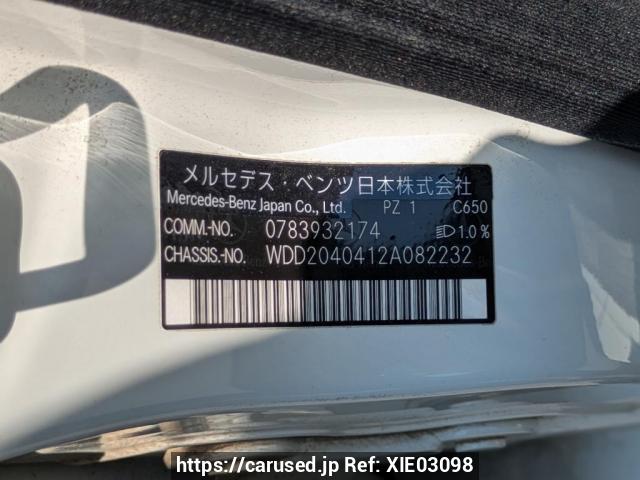 メルセデス・ベンツ日本株式会社
Mercedes-Benz Japan Co., Ltd. PZ 1 C650
COMM.-NO. 0783932174 1.0%
CHASSIS.-NO. WDD2040412A082232
https://carused.jp Ref: XIE03098